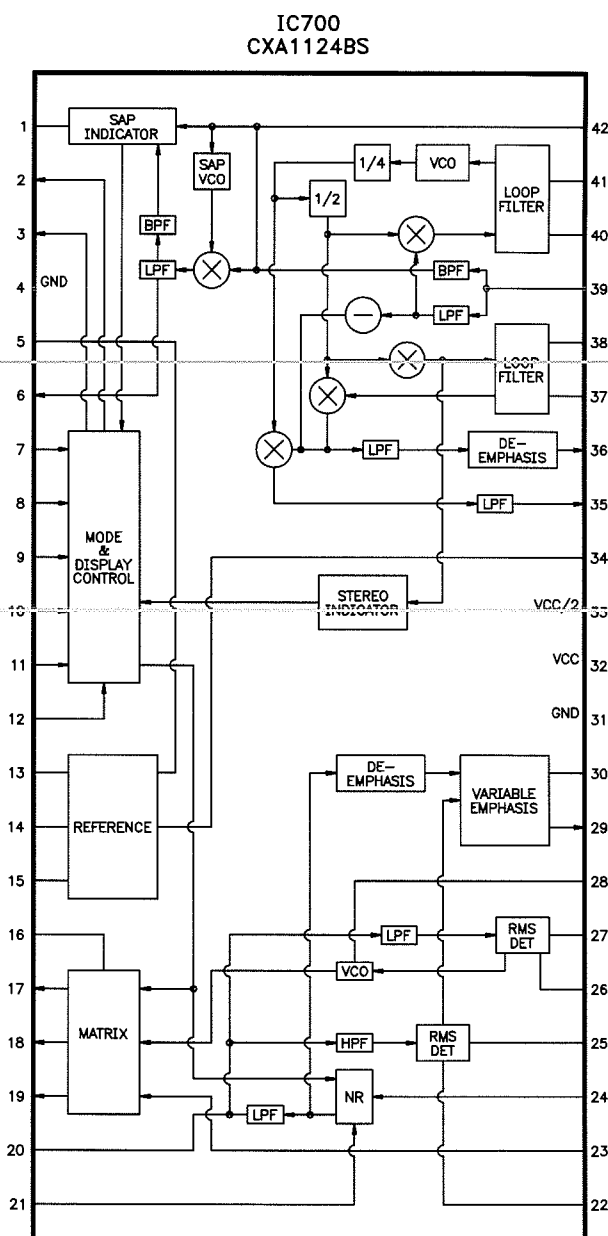 IC700
CXA1124BS
1
SAP
INDICATOR
42
2
SAP
VCO
1/4
VCO
LOOP
FILTER
41
1/2
3
BPF
40
4
GND
LPF
BPF
39
LPF
5
38
LOOP
FILTER
6
37
7
LPF
DE-
EMPHASIS
36
8
LPF
35
9
MODE
&
DISPLAY
CONTROL
34
10
STEREO
INDICATOR
VCC/2
33
11
VCC
32
12
GND
31
13
DE-
EMPHASIS
30
14
REFERENCE
VARIABLE
EMPHASIS
29
15
28
16
LPF
RMS
DET
27
17
VCO
26
18
MATRIX
HPF
RMS
DET
25
19
NR
24
20
LPF
23
21
22